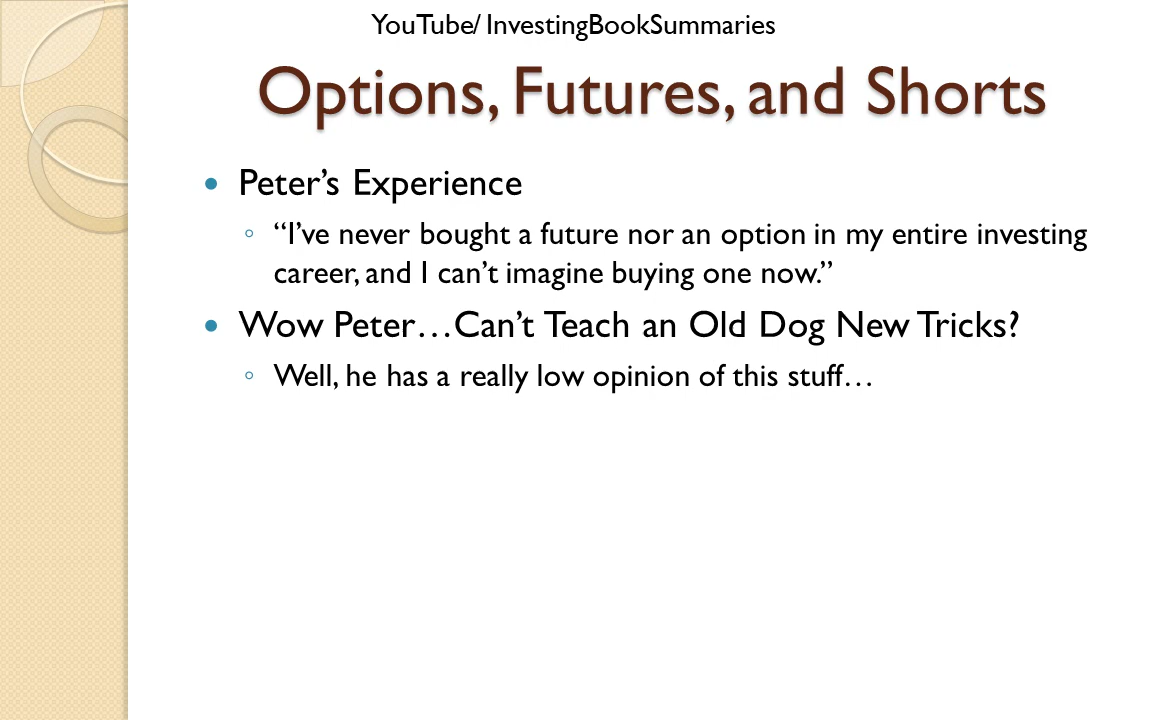 YouTube/ InvestingBookSummaries
Options, Futures, and Shorts
• Peter’s Experience
◦ “I’ve never bought a future nor an option in my entire investing
career, and I can’t imagine buying one now.”
• Wow Peter…Can’t Teach an Old Dog New Tricks?
◦ Well, he has a really low opinion of this stuff…